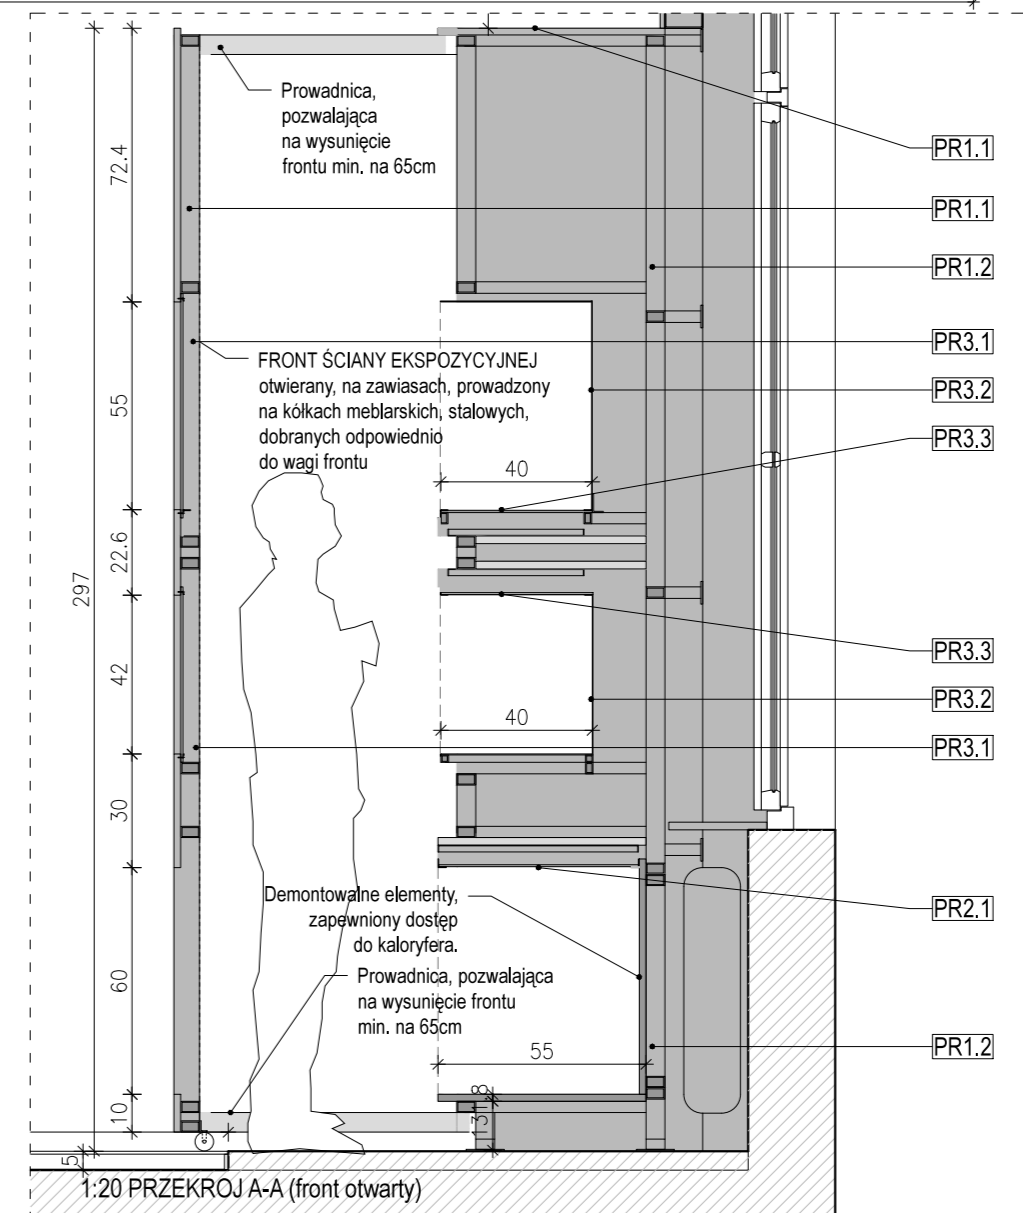 Prowadnica,
pozwalająca
na wysunięcie
frontu min. na 65cm
72.4
PR1.1
PR1.1
PR1.2
FRONT ŚCIANY EKSPOZYCYJNEJ
otwierany, na zawiasach, prowadzony
na kółkach meblarskich, stalowych,
dobranych odpowiednio
do wagi frontu
PR3.1
PR3.2
PR3.3
55
40
22.6
297
42
40
PR3.3
PR3.2
PR3.1
30
Demontowalne elementy,
zapewniony dostęp
do kaloryfera.
PR2.1
60
Prowadnica, pozwalająca
na wysunięcie frontu
min. na 65cm
55
PR1.2
10
8
13
5
1:20 PRZEKRÓJ A-A (front otwarty)